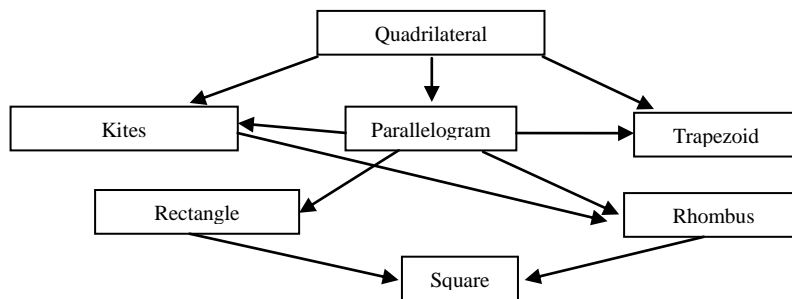 Quadrilateral
Kites
Parallelogram
Trapezoid
Rectangle
Rhombus
Square